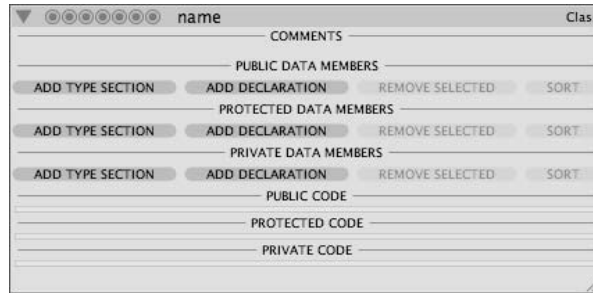 name Clas
COMMENTS
PUBLIC DATA MEMBERS
ADD TYPE SECTION ADD DECLARATION REMOVE SELECTED SORT
PROTECTED DATA MEMBERS
ADD TYPE SECTION ADD DECLARATION REMOVE SELECTED SORT
PRIVATE DATA MEMBERS
ADD TYPE SECTION ADD DECLARATION REMOVE SELECTED SORT
PUBLIC CODE
PROTECTED CODE
PRIVATE CODE